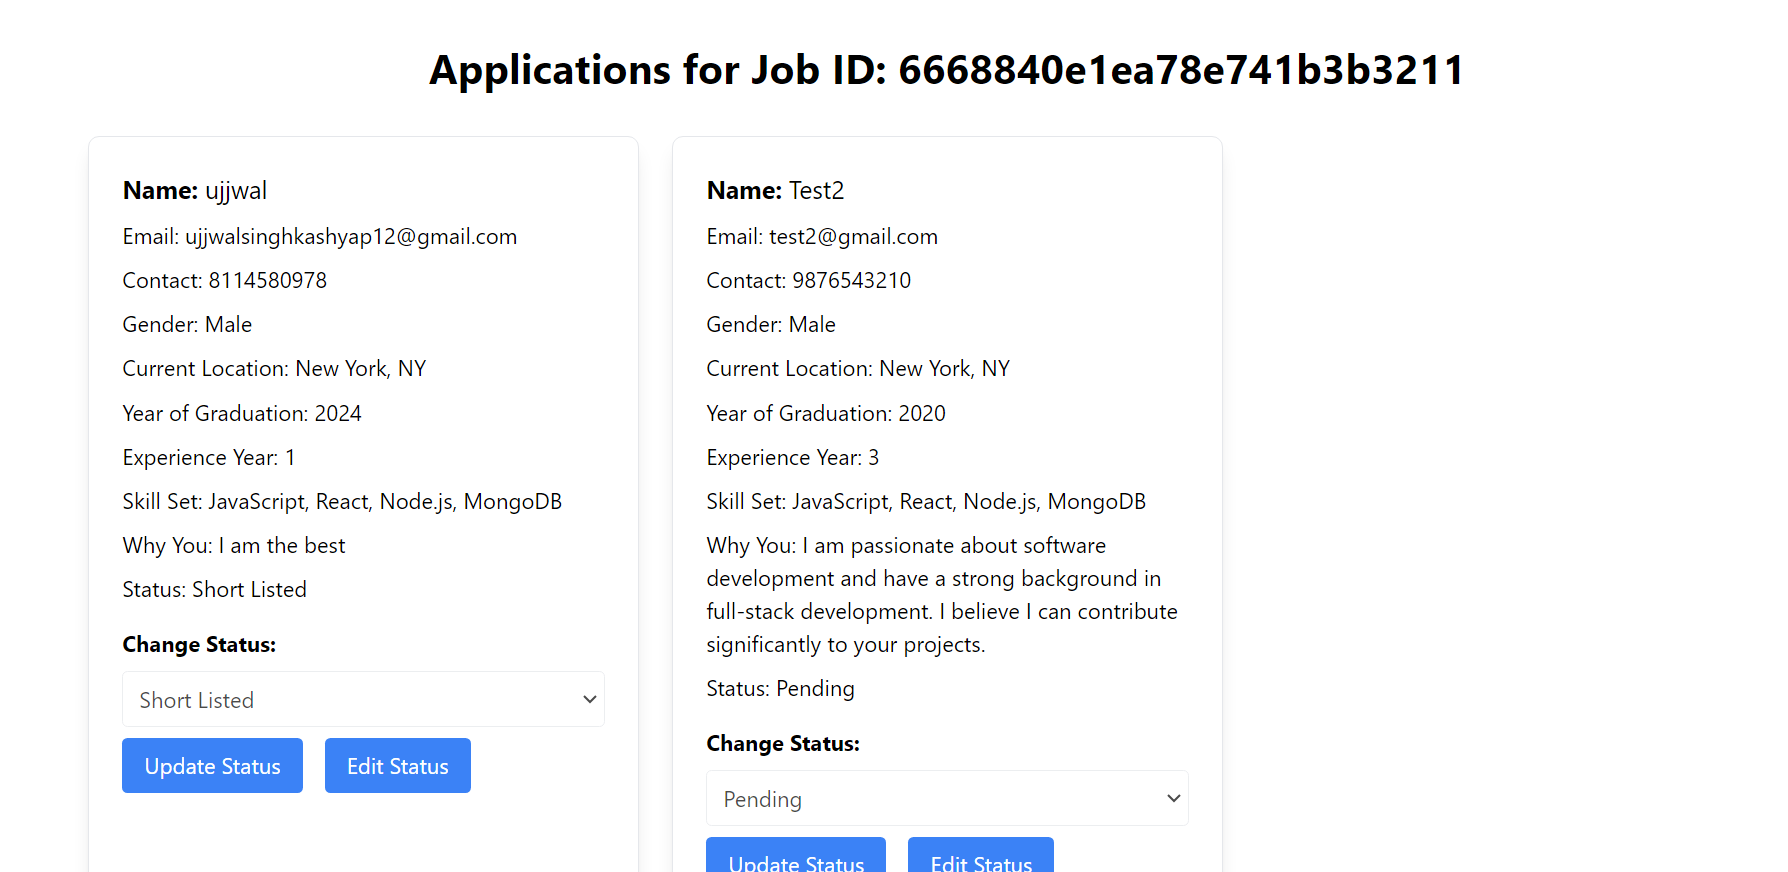 Applications for Job ID: 6668840e1ea78e741b3b3211
Name: ujjwal
Email: ujjwalsinghkashyap12@gmail.com
Contact: 8114580978
Gender: Male
Current Location: New York, NY
Year of Graduation: 2024
Experience Year: 1
Skill Set: JavaScript, React, Node.js, MongoDB
Why You: I am the best
Status: Short Listed
Change Status:
Short Listed
Update Status
Edit Status
Name: Test2
Email: test2@gmail.com
Contact: 9876543210
Gender: Male
Current Location: New York, NY
Year of Graduation: 2020
Experience Year: 3
Skill Set: JavaScript, React, Node.js, MongoDB
Why You: I am passionate about software
development and have a strong background in
full-stack development. I believe I can contribute
significantly to your projects.
Status: Pending
Change Status:
Pending
Update Status
Edit Status